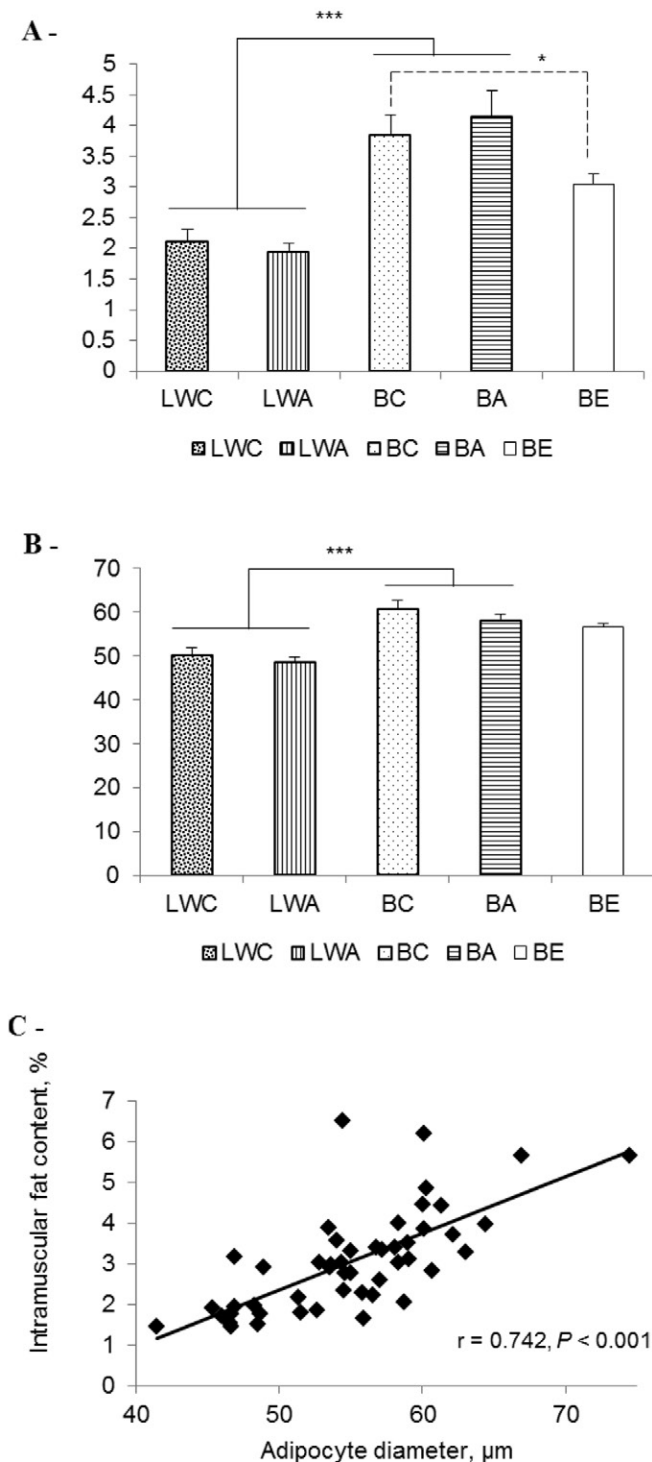 A -
***
*
5
4.5
4
3.5
3
2.5
2
1.5
1
0.5
0
LWC LWA BC BA BE
LWC LWA BC BA BE
B -
***
70
60
50
40
30
20
10
0
LWC LWA BC BA BE
LWC LWA BC BA BE
C -
Intramuscular fat content, %
7
6
5
4
3
2
1
0
r = 0.742, P < 0.001
40 50 60 70
Adipocyte diameter, µm